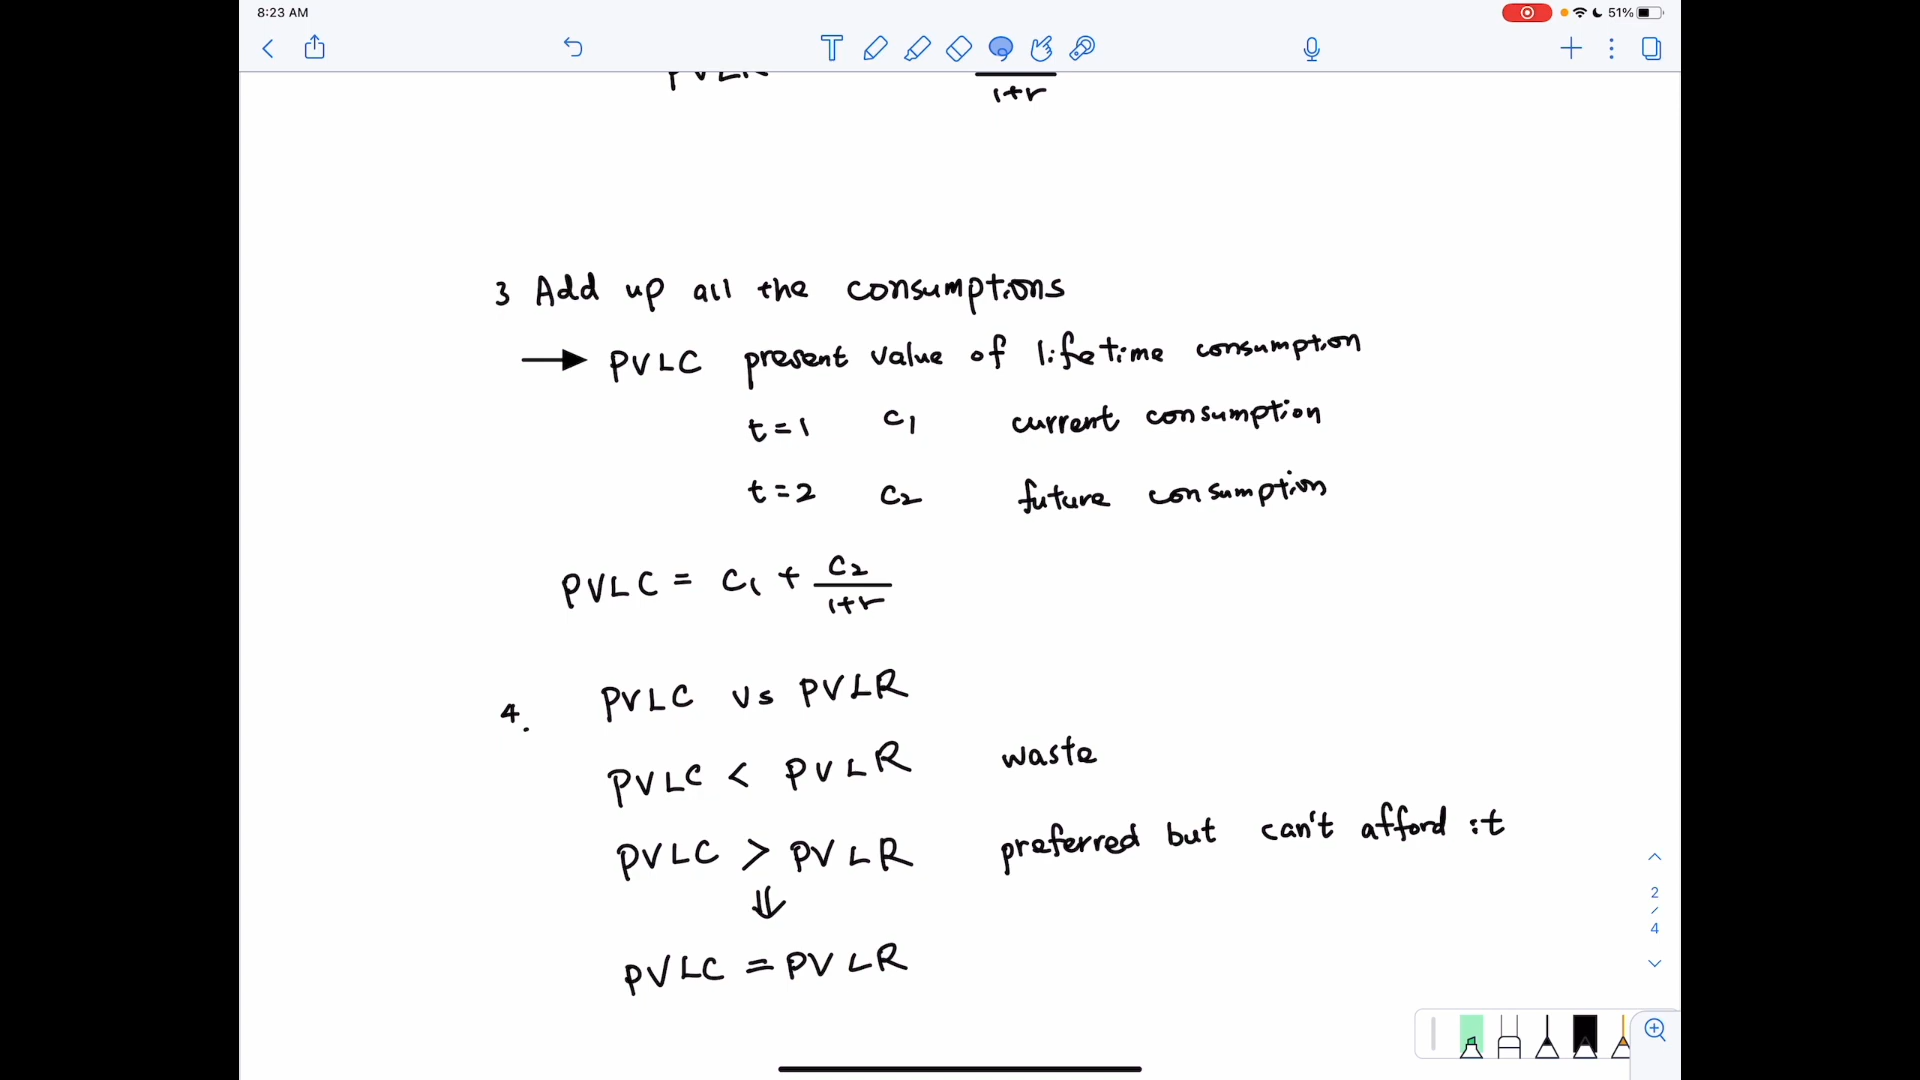 8:23 AM
51%
PVLR
1+r
3 Add up all the consumptions
→ PVLC present value of lifetime consumption
t=1 C1 current consumption
t=2 C2 future consumption
PVLC = C1 + C2
1+r
4. PVLC vs PVLR
PVLC < PVLR waste
PVLC > PVLR preferred but can't afford it
⇓
PVLC = PVLR
2
/
4